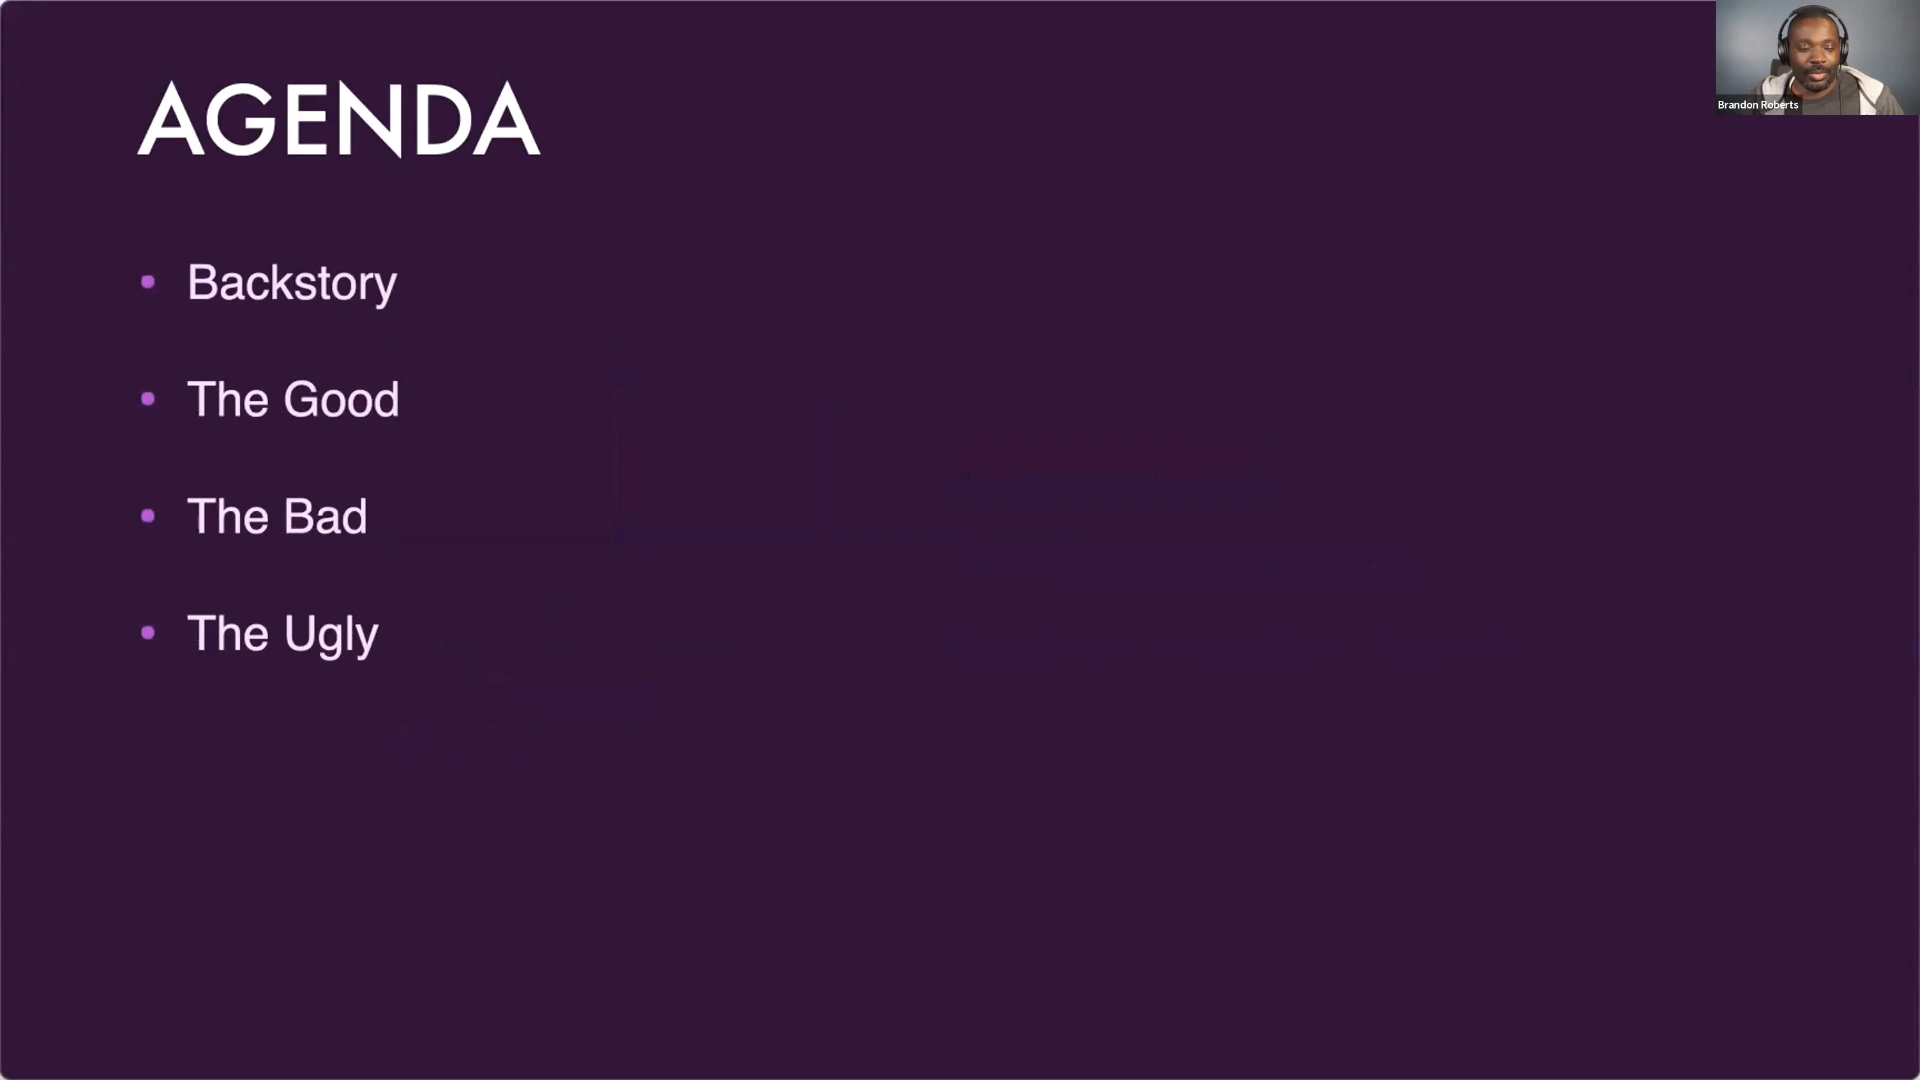 AGENDA
• Backstory
• The Good
• The Bad
• The Ugly
Brandon Roberts